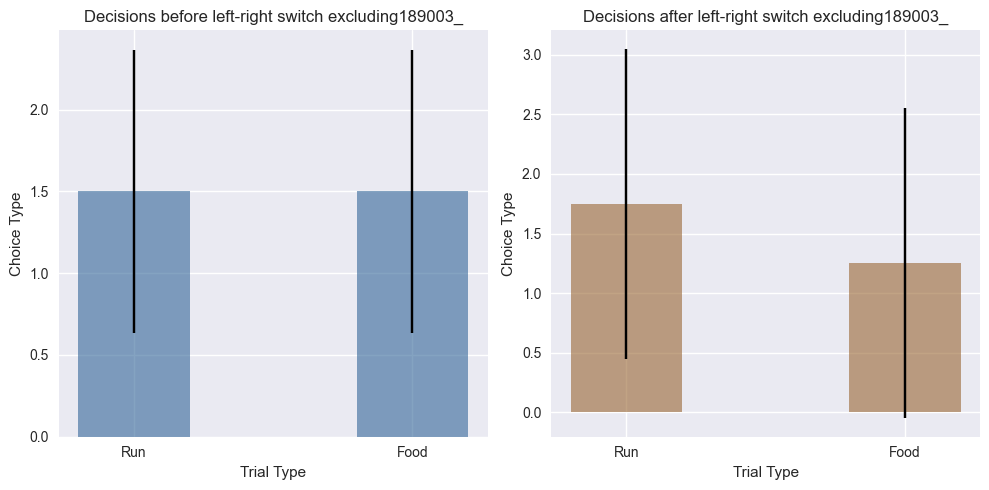 Decisions before left-right switch excluding189003_
2.0
1.5
1.0
0.5
0.0
Choice Type
Run
Food
Trial Type
Decisions after left-right switch excluding189003_
3.0
2.5
2.0
1.5
1.0
0.5
0.0
Choice Type
Run
Food
Trial Type